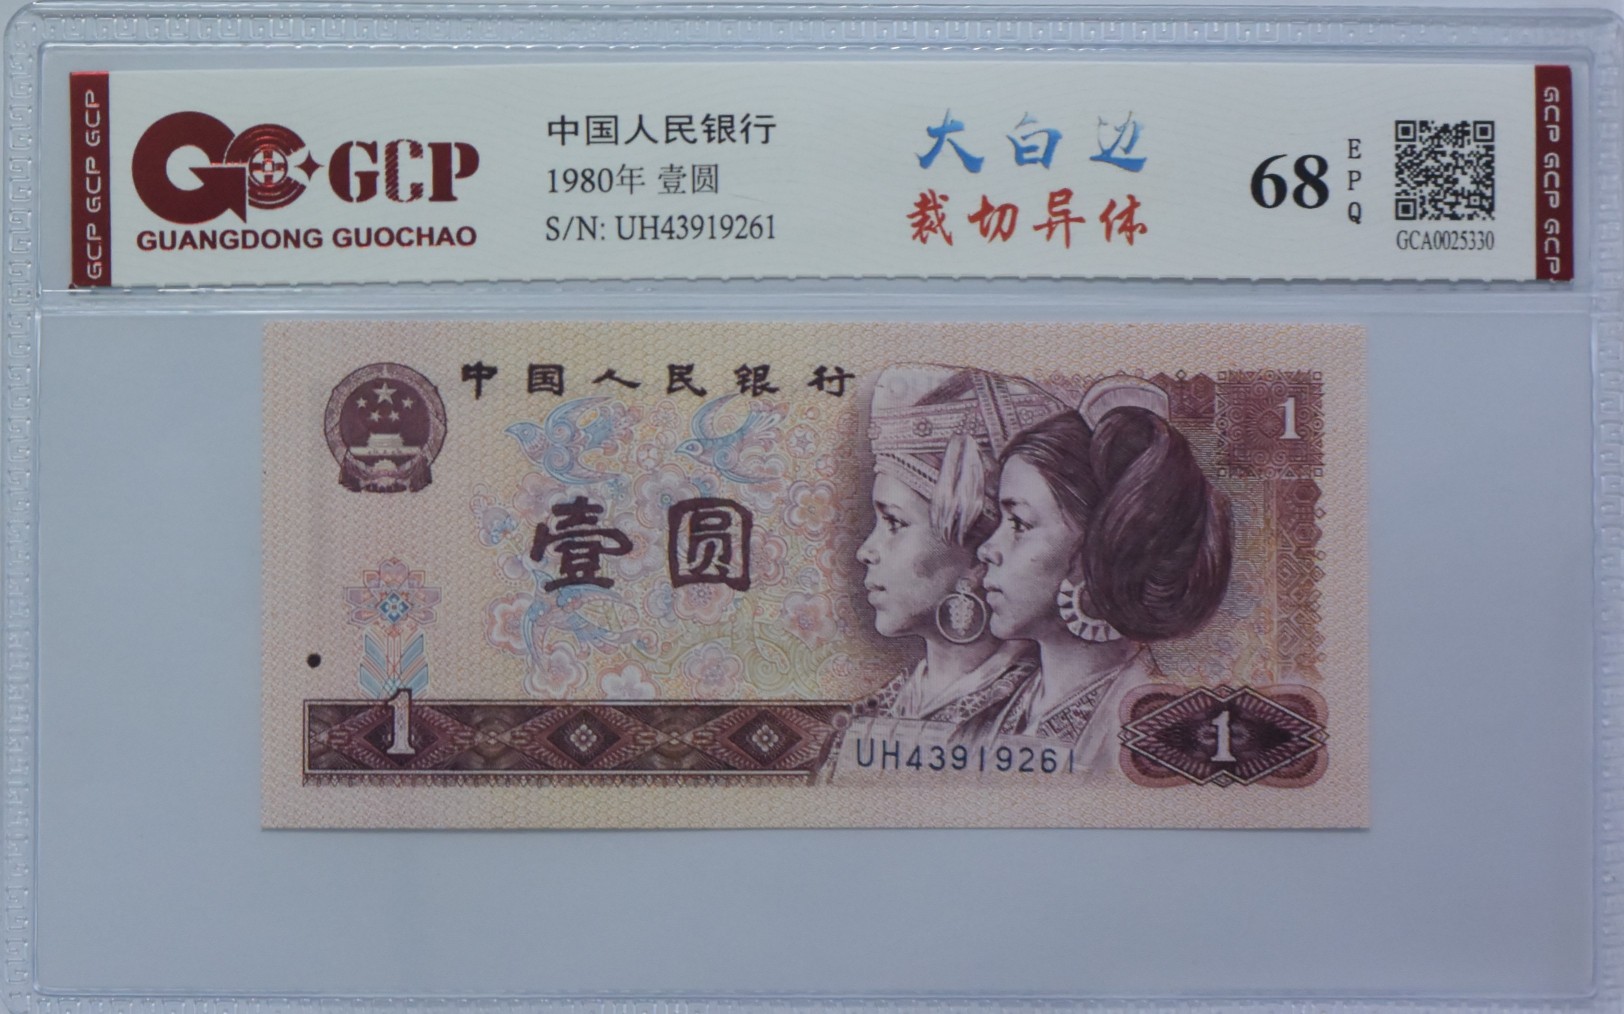 GCP GCP GCP
GCP
GUANGDONG GUOCHAO
中国人民银行
1980年 壹圆
S/N: UH43919261
大白边
裁切异体
68
EPQ
GCA0025330
GCP GCP GCP
中国人民银行
1
壹圆
1
UH43919261
1